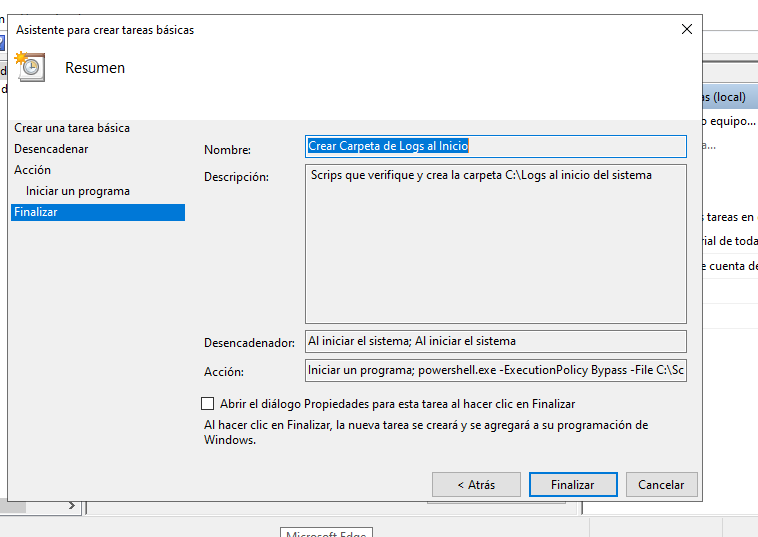 Asistente para crear tareas básicas
Resumen
Crear una tarea básica
Desencadenar
Acción
Iniciar un programa
Finalizar
Nombre:
Crear Carpeta de Logs al Inicio
Descripción:
Scrips que verifique y crea la carpeta C:\Logs al inicio del sistema
Desencadenador:
Al iniciar el sistema; Al iniciar el sistema
Acción:
Iniciar un programa; powershell.exe -ExecutionPolicy Bypass -File C:\Sc
Abrir el diálogo Propiedades para esta tarea al hacer clic en Finalizar
Al hacer clic en Finalizar, la nueva tarea se creará y se agregará a su programación de
Windows.
< Atrás
Finalizar
Cancelar
as (local)
o equipo...
a...
s tareas en
rial de toda
e cuenta de
Microsoft Edge